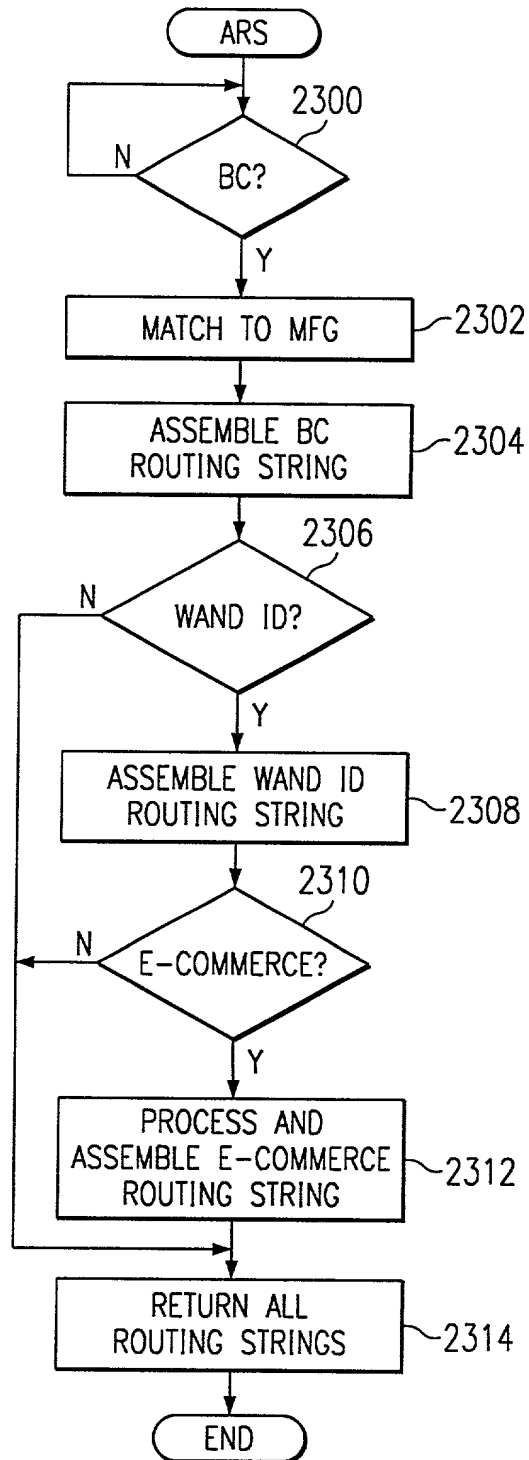 ARS
2300
N
BC?
Y
MATCH TO MFG
2302
ASSEMBLE BC
ROUTING STRING
2304
2306
N
WAND ID?
Y
ASSEMBLE WAND ID
ROUTING STRING
2308
2310
N
E-COMMERCE?
Y
PROCESS AND
ASSEMBLE E-COMMERCE
ROUTING STRING
2312
RETURN ALL
ROUTING STRINGS
2314
END